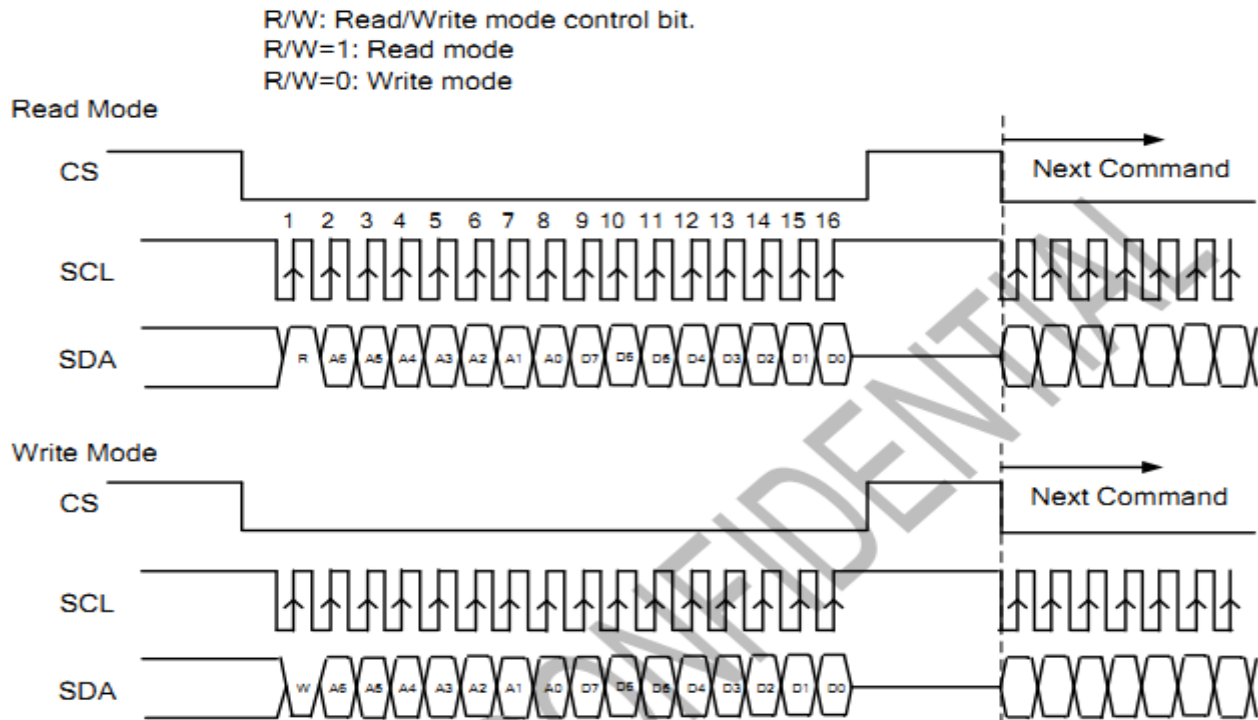 R/W: Read/Write mode control bit.
R/W=1: Read mode
R/W=0: Write mode
Read Mode
CS
Next Command
1 2 3 4 5 6 7 8 9 10 11 12 13 14 15 16
SCL
SDA
R A6 A5 A4 A3 A2 A1 A0 D7 D6 D5 D4 D3 D2 D1 D0
Write Mode
CS
Next Command
SCL
SDA
W A6 A5 A4 A3 A2 A1 A0 D7 D6 D5 D4 D3 D2 D1 D0
CONFIDENTIAL